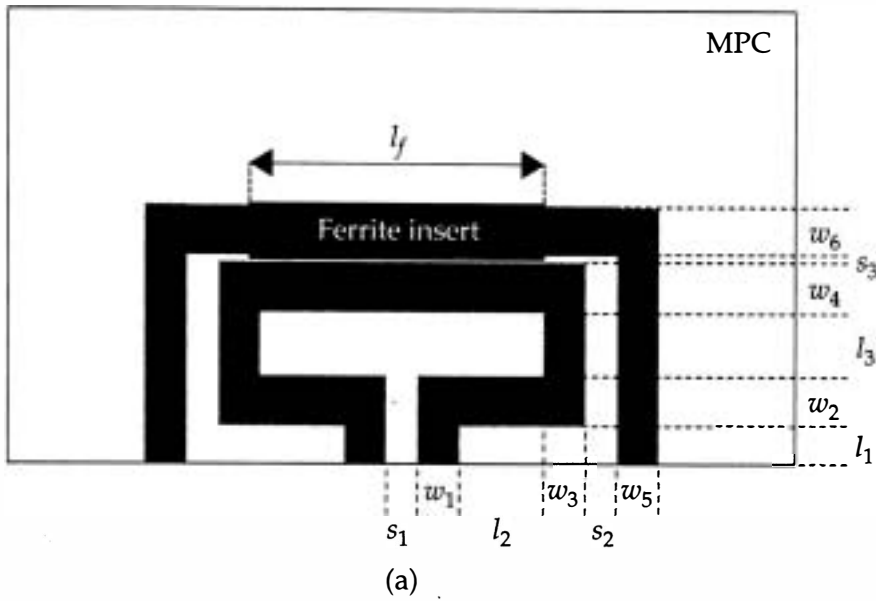 MPC
l_f
Ferrite insert
w_6
s_3
w_4
l_3
w_2
l_1
w_1 w_3 w_5
s_1 l_2 s_2
(a)